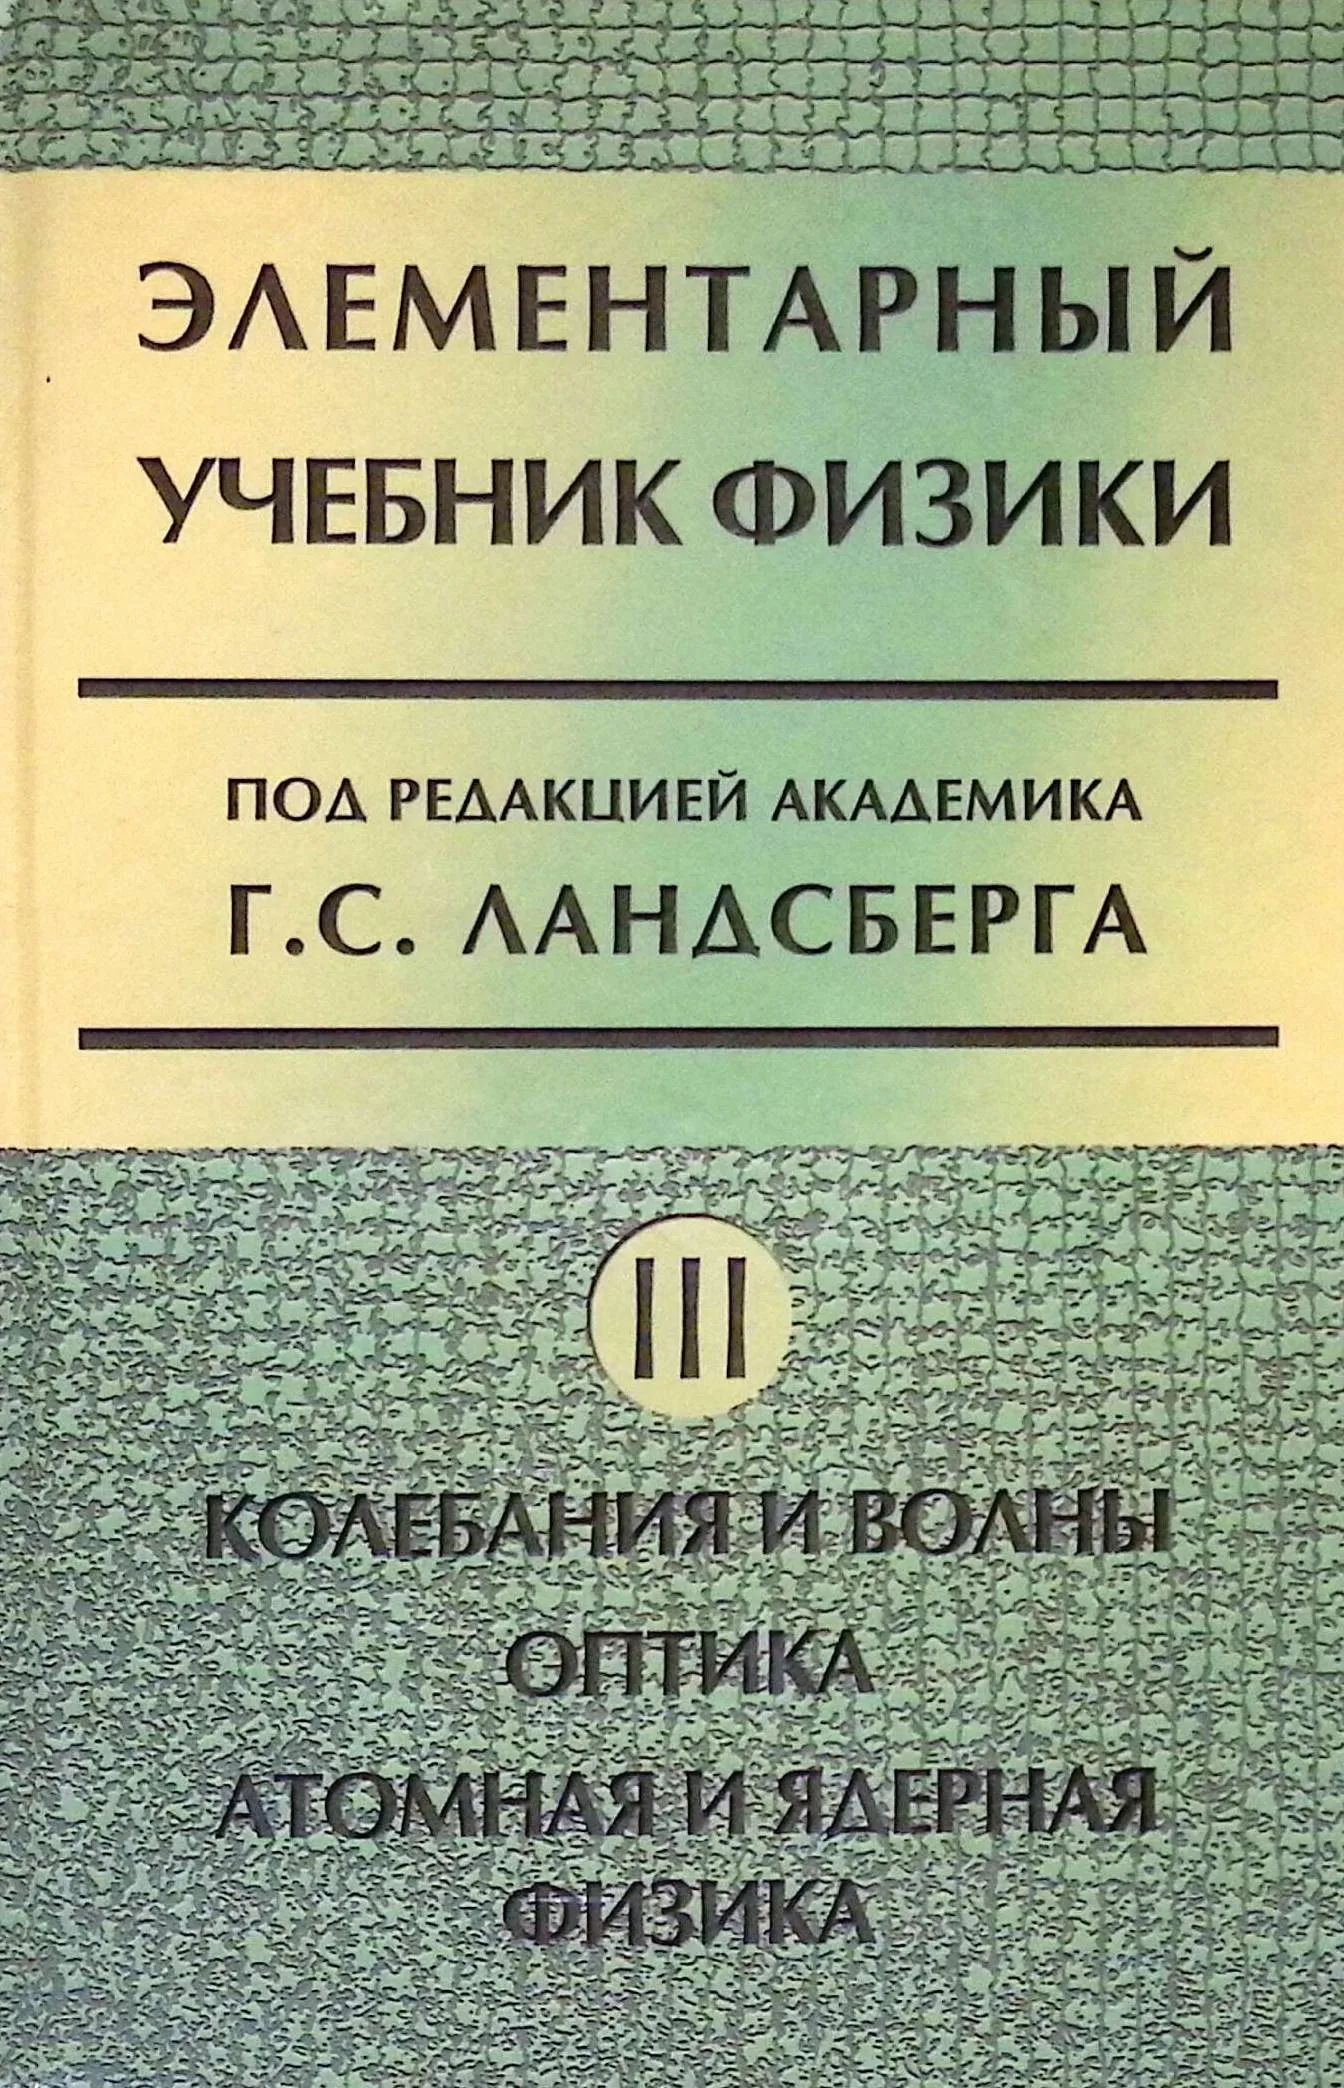 ЭЛЕМЕНТАРНЫЙ
УЧЕБНИК ФИЗИКИ
ПОД РЕДАКЦИЕЙ АКАДЕМИКА
Г.С. ЛАНДСБЕРГА
III
КОЛЕБАНИЯ И ВОЛНЫ
ОПТИКА
АТОМНАЯ И ЯДЕРНАЯ
ФИЗИКА